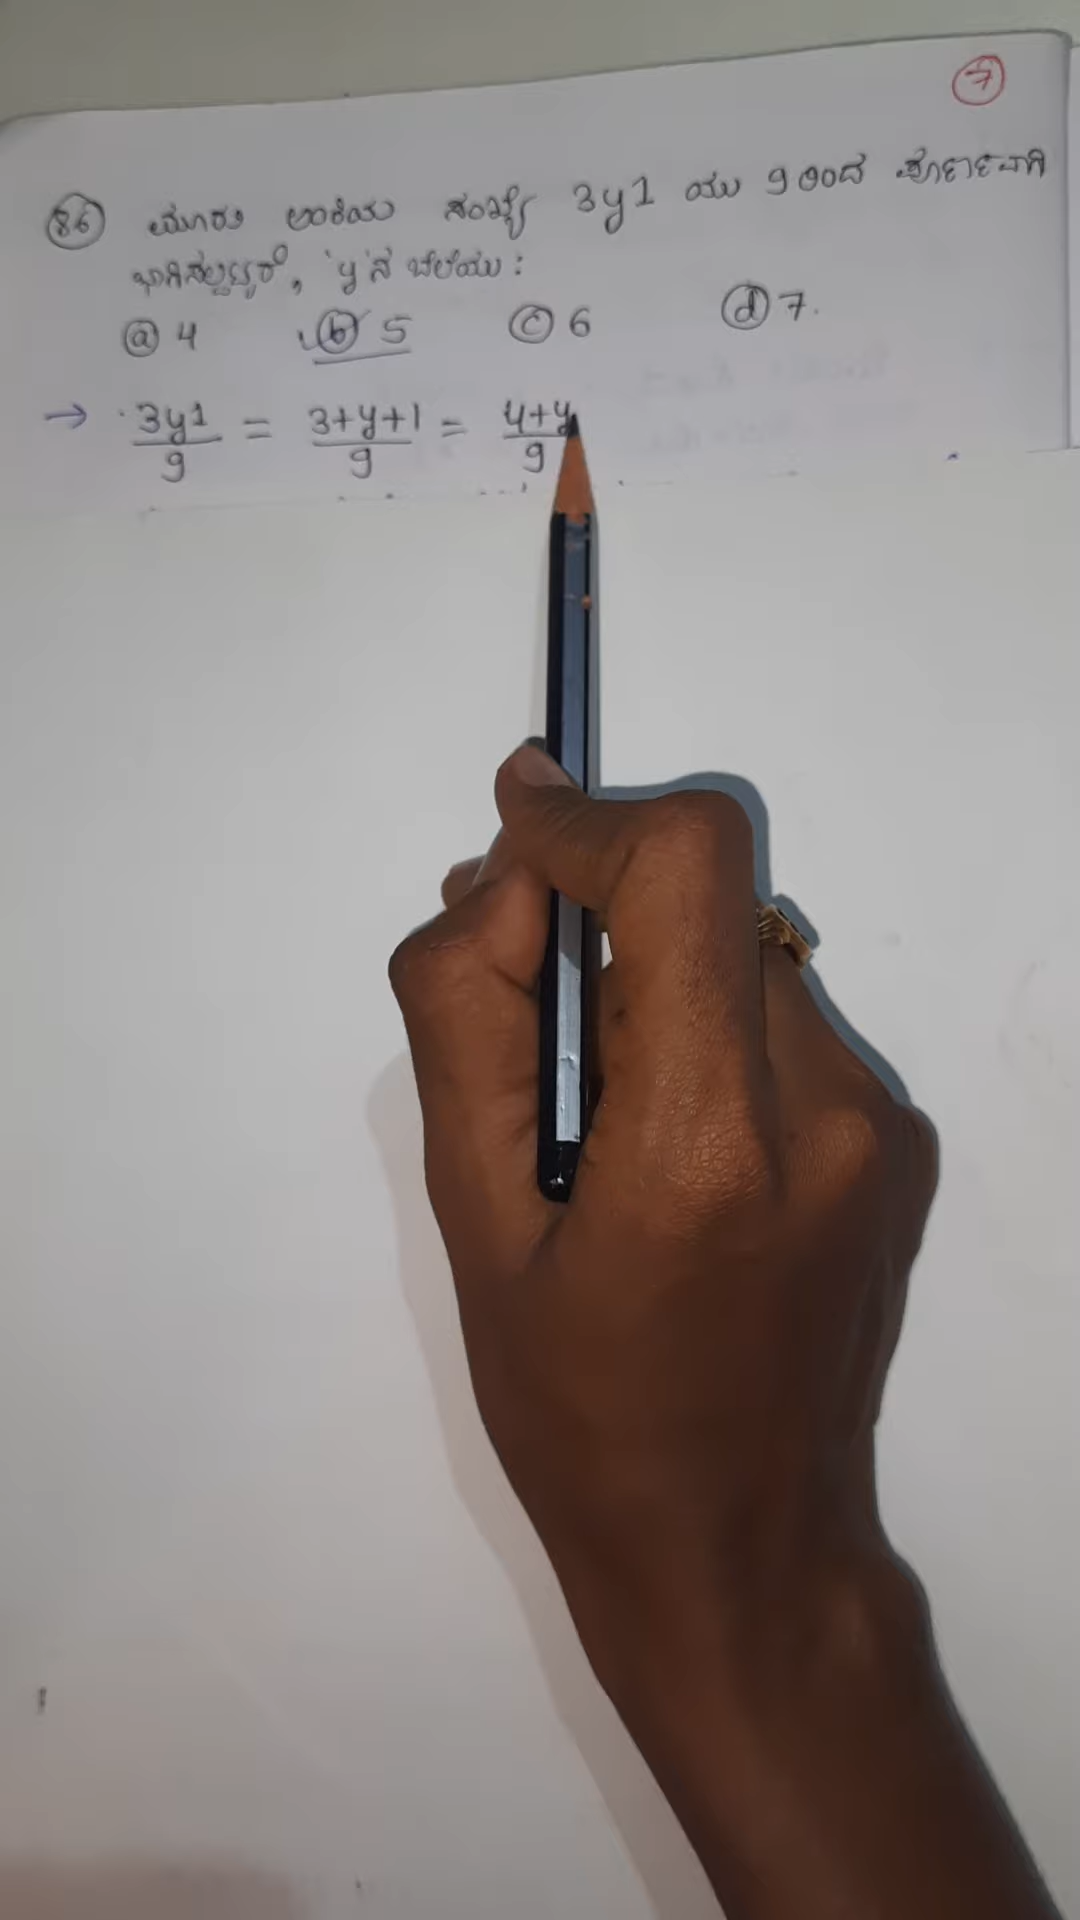 7
86 ಮೂರು ಅಂಕಿಯ ಸಂಖ್ಯೆ 3y1 ಯು 9 ರಿಂದ ಪೂರ್ಣವಾಗಿ
ಭಾಗಿಸಲ್ಪಟ್ಟರೆ, 'y' ನ ಬೆಲೆಯು :
a 4 b 5 c 6 d 7.
→ 3y1/9 = 3+y+1/9 = 4+y/9